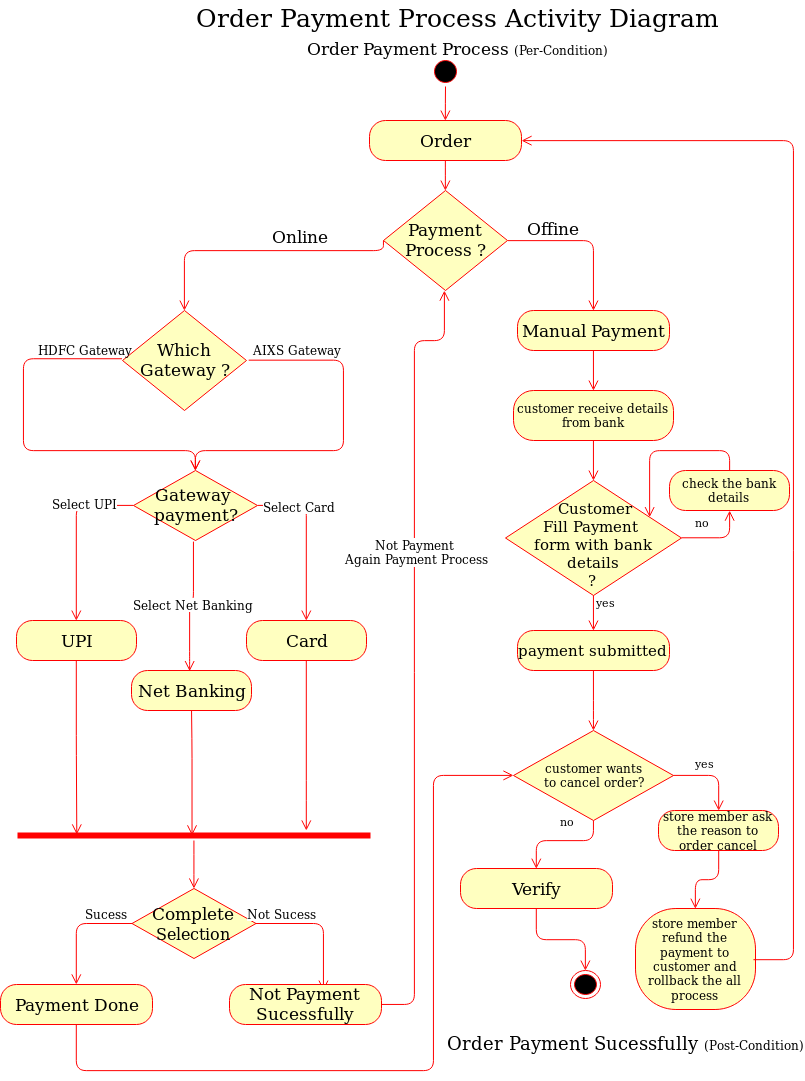 Order Payment Process Activity Diagram
Order Payment Process (Per-Condition)
Order
Payment
Process ?
Online
Offine
Manual Payment
HDFC Gateway
Which
Gateway ?
AIXS Gateway
customer receive details
from bank
check the bank
details
no
Gateway
payment?
Select UPI
Select Card
Customer
Fill Payment
form with bank
details
?
Not Payment
Again Payment Process
Select Net Banking
yes
UPI
Card
payment submitted
Net Banking
customer wants
to cancel order?
yes
no
store member ask
the reason to
order cancel
Verify
Sucess
Complete
Selection
Not Sucess
store member
refund the
payment to
customer and
rollback the all
process
Payment Done
Not Payment
Sucessfully
Order Payment Sucessfully (Post-Condition)